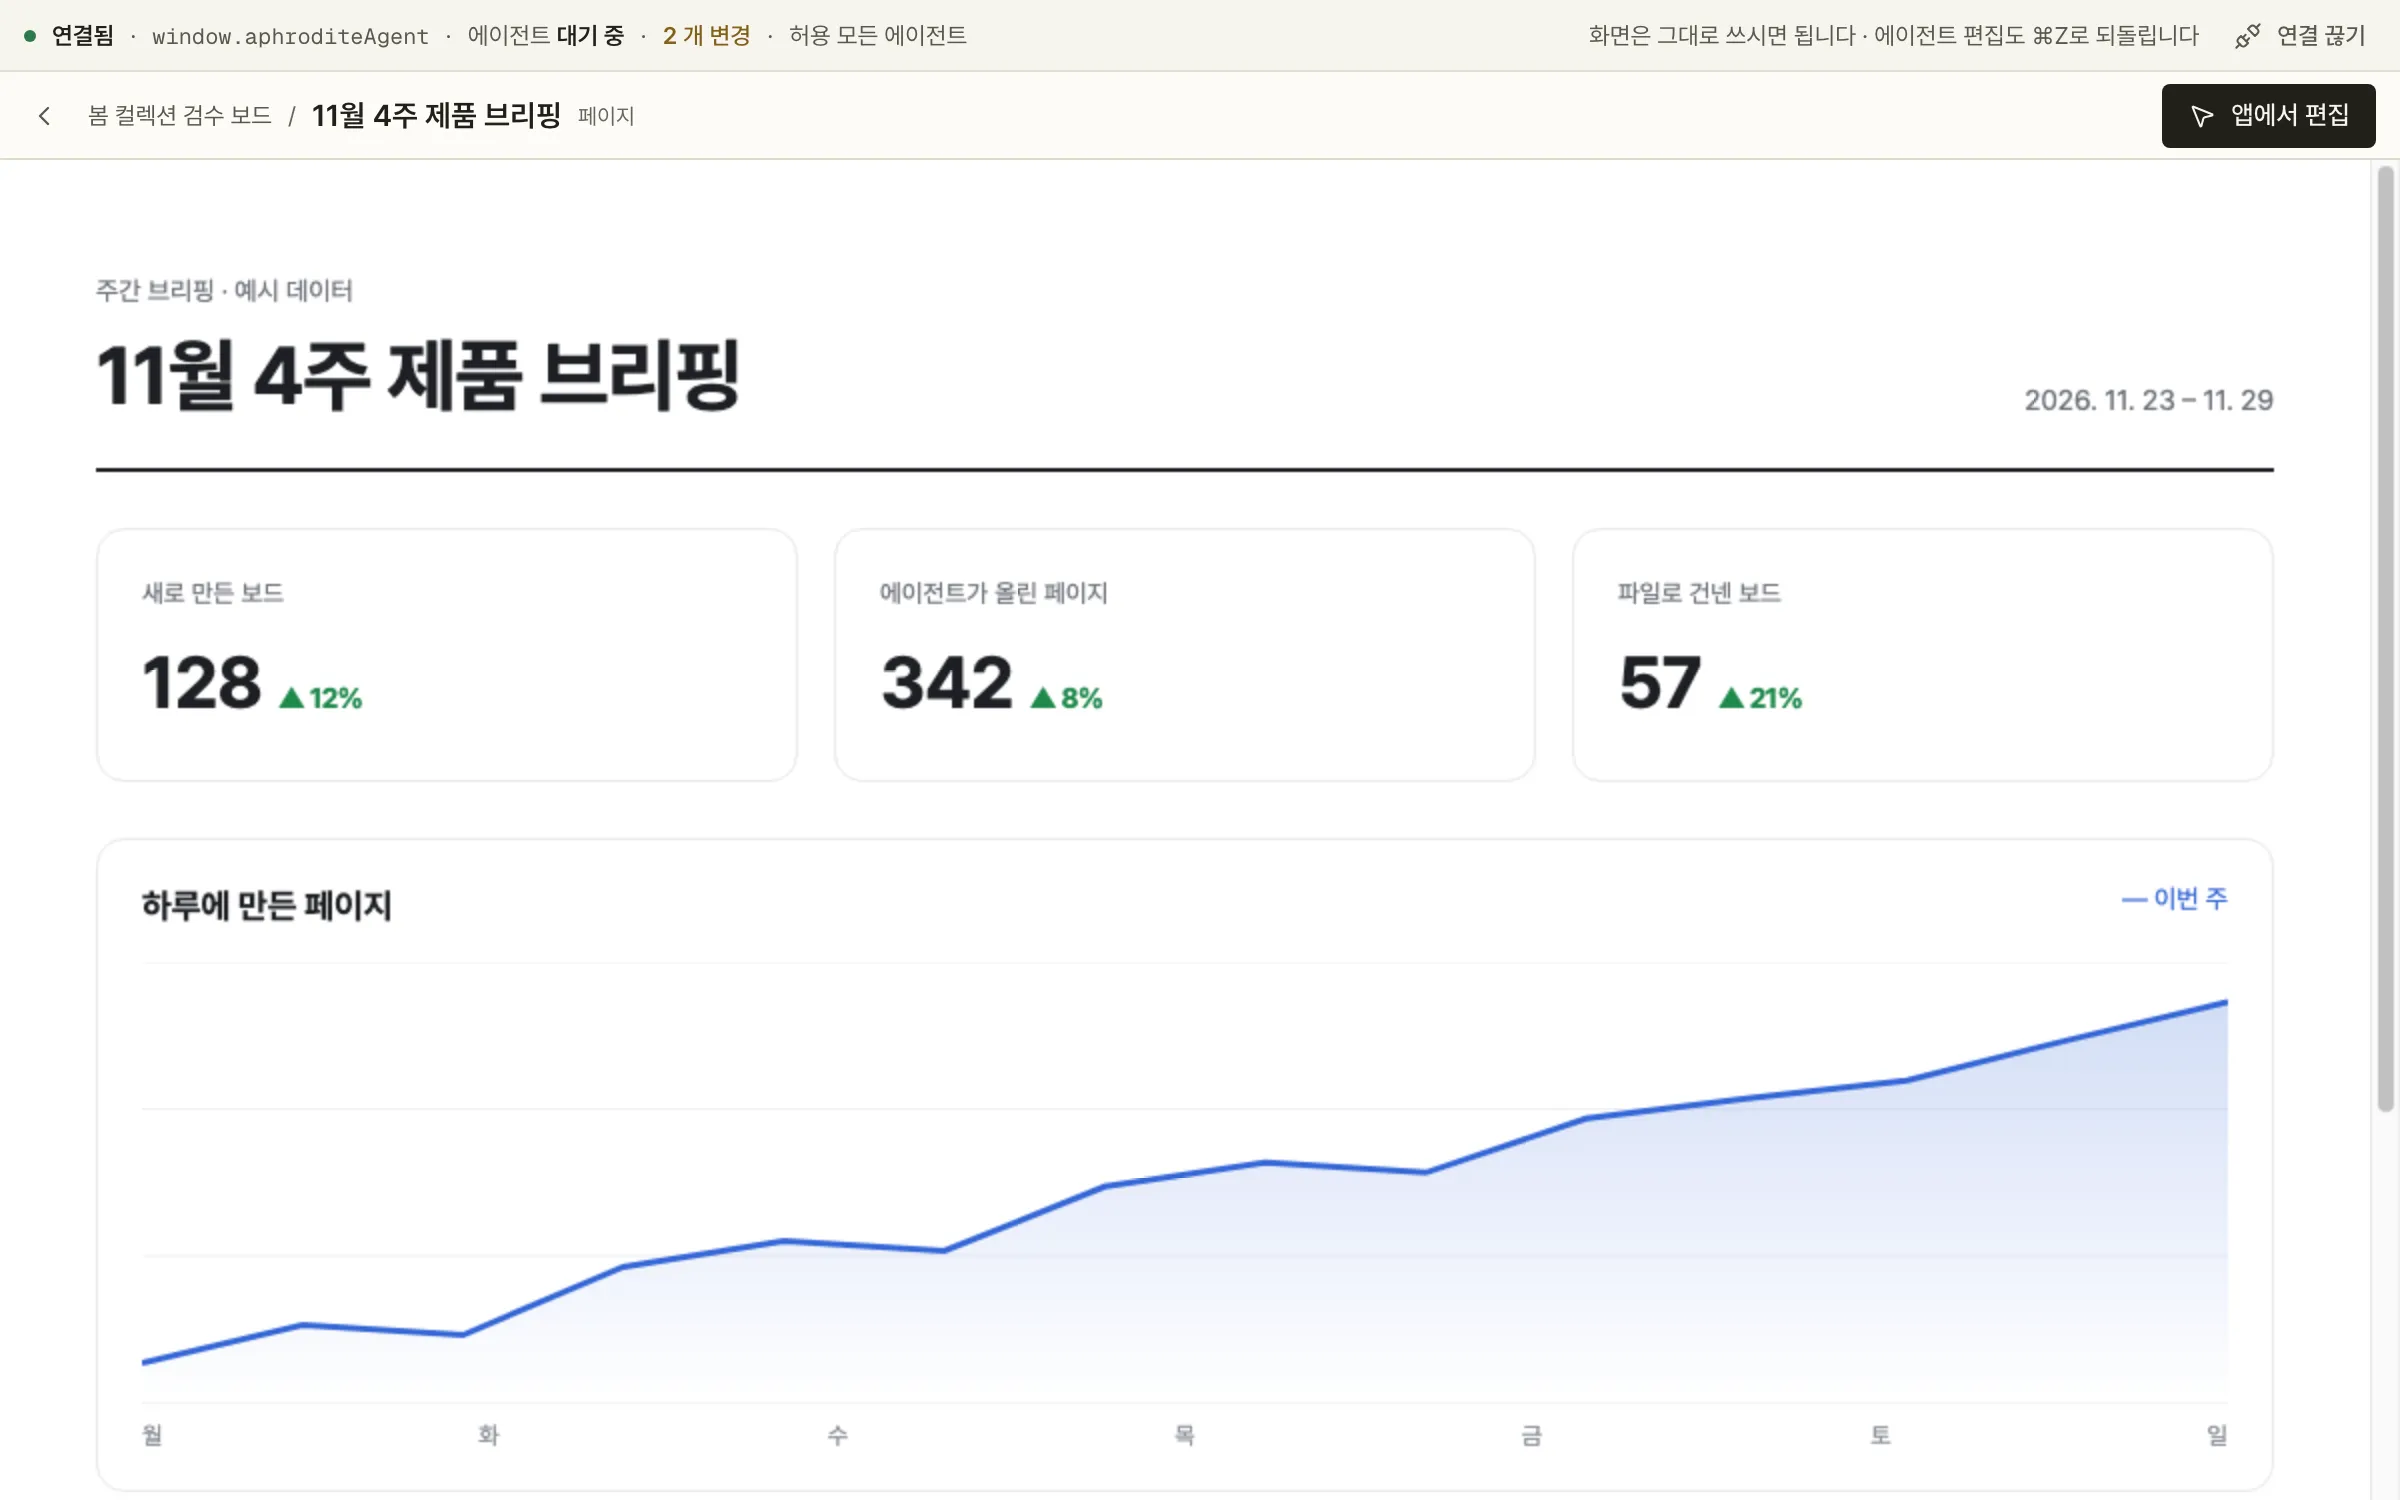 연결됨 · window.aphroditeAgent · 에이전트 대기 중 · 2 개 변경 · 허용 모든 에이전트
화면은 그대로 쓰시면 됩니다 · 에이전트 편집도 ⌘Z로 되돌립니다
연결 끊기
봄 컬렉션 검수 보드 / 11월 4주 제품 브리핑 페이지
앱에서 편집
주간 브리핑 · 예시 데이터
11월 4주 제품 브리핑
2026. 11. 23 – 11. 29
새로 만든 보드
128 ▲ 12%
에이전트가 올린 페이지
342 ▲ 8%
파일로 건넨 보드
57 ▲ 21%
하루에 만든 페이지
— 이번 주
월 화 수 목 금 토 일